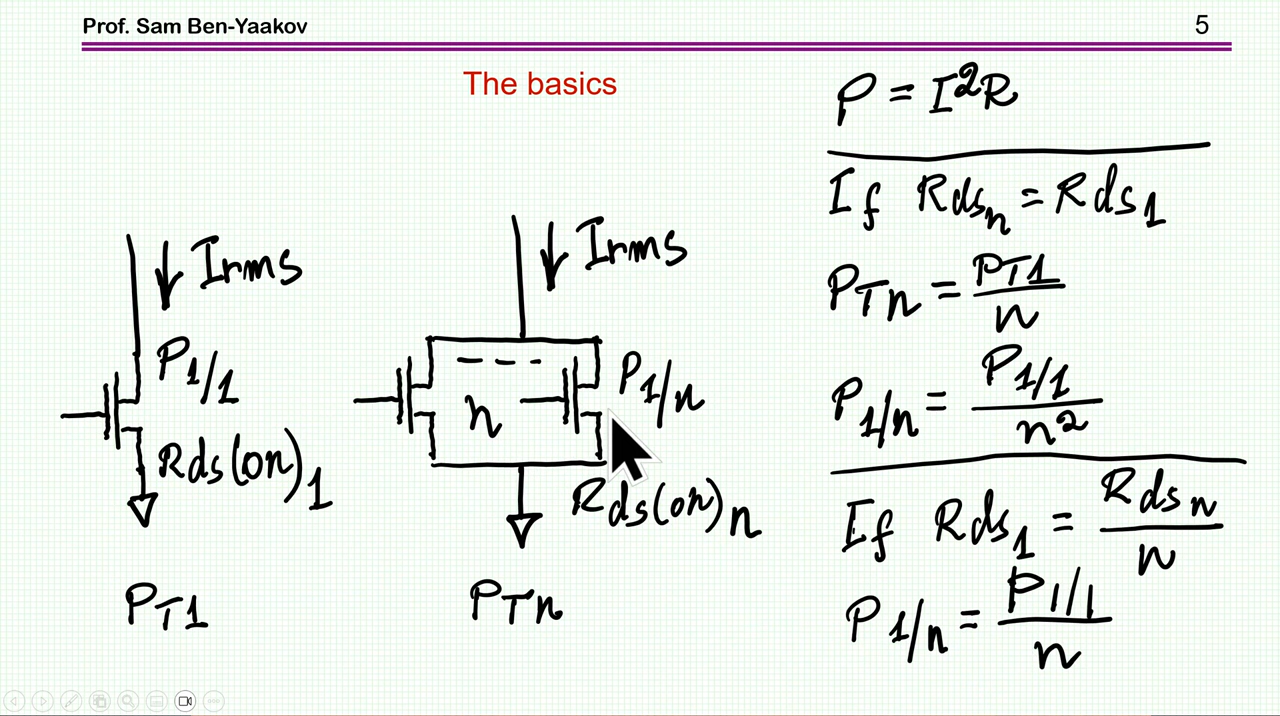 Prof. Sam Ben-Yaakov
5
The basics
P = I²R
If Rdsₙ = Rds₁
PTn = PT1/n
P1/n = P1/1 / n²
If Rds₁ = Rdsₙ/n
P1/n = P1/1 / n
Irms
P1/1
Rds(on)1
PT1
Irms
n
P1/n
Rds(on)n
PTn